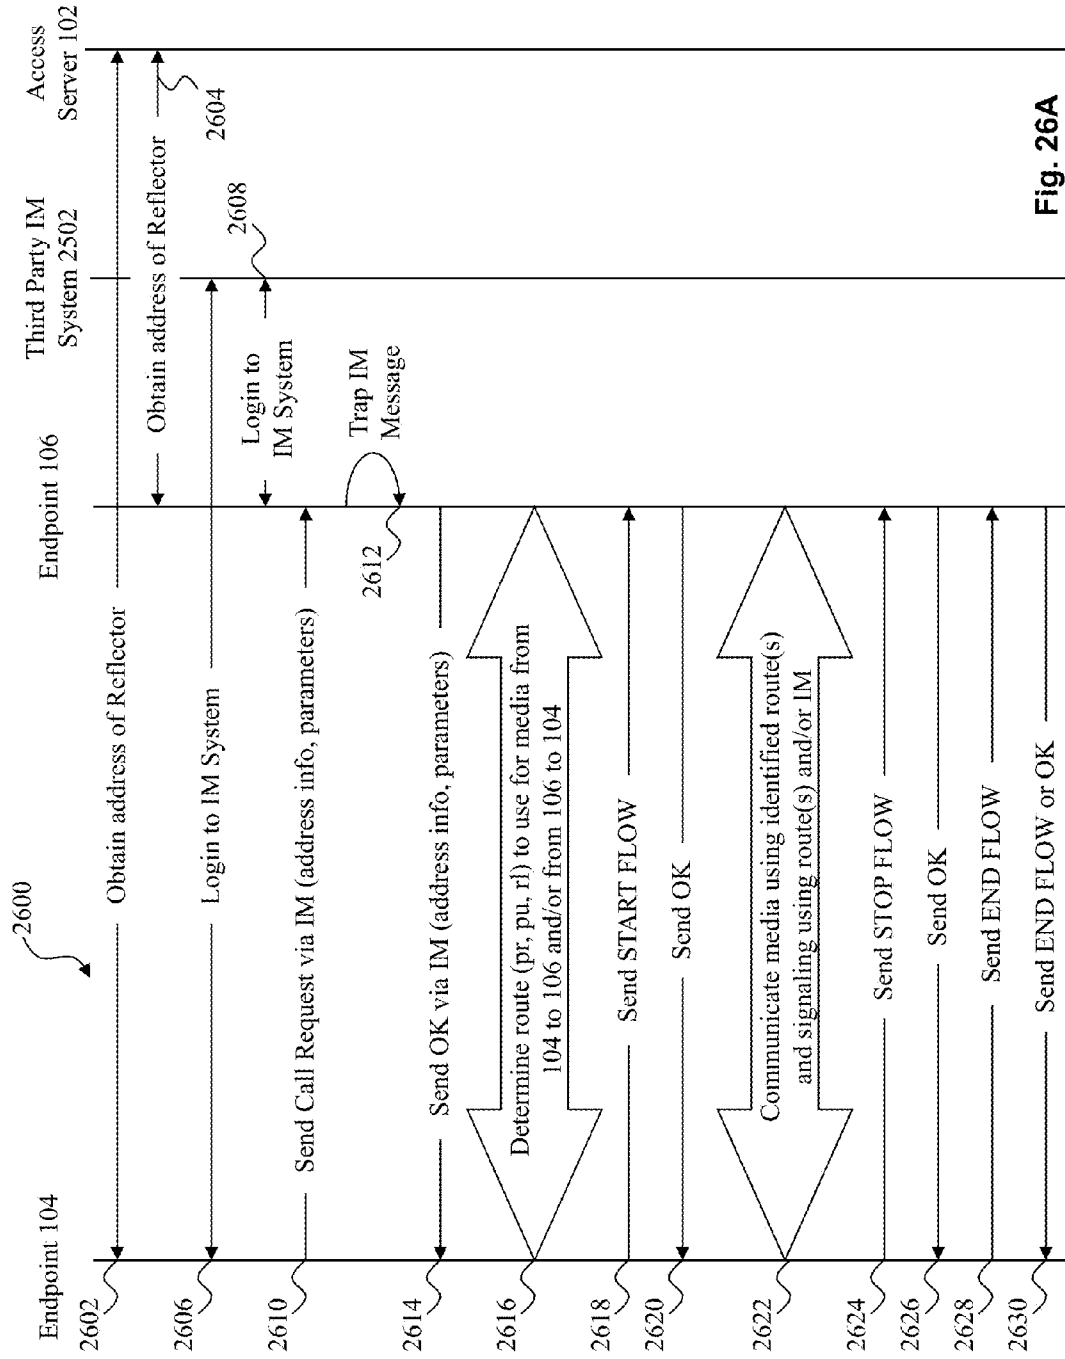 2600
Endpoint 104
Endpoint 106
Third Party IM
System 2502
Access
Server 102
2602
Obtain address of Reflector
Obtain address of Reflector
2604
2606
Login to IM System
Login to
IM System
2608
2610
Send Call Request via IM (address info, parameters)
Trap IM
Message
2612
2614
Send OK via IM (address info, parameters)
2616
Determine route (pr, pu, rl) to use for media from
104 to 106 and/or from 106 to 104
2618
Send START FLOW
2620
Send OK
2622
Communicate media using identified route(s)
and signaling using route(s) and/or IM
2624
Send STOP FLOW
2626
Send OK
2628
Send END FLOW
2630
Send END FLOW or OK
Fig. 26A